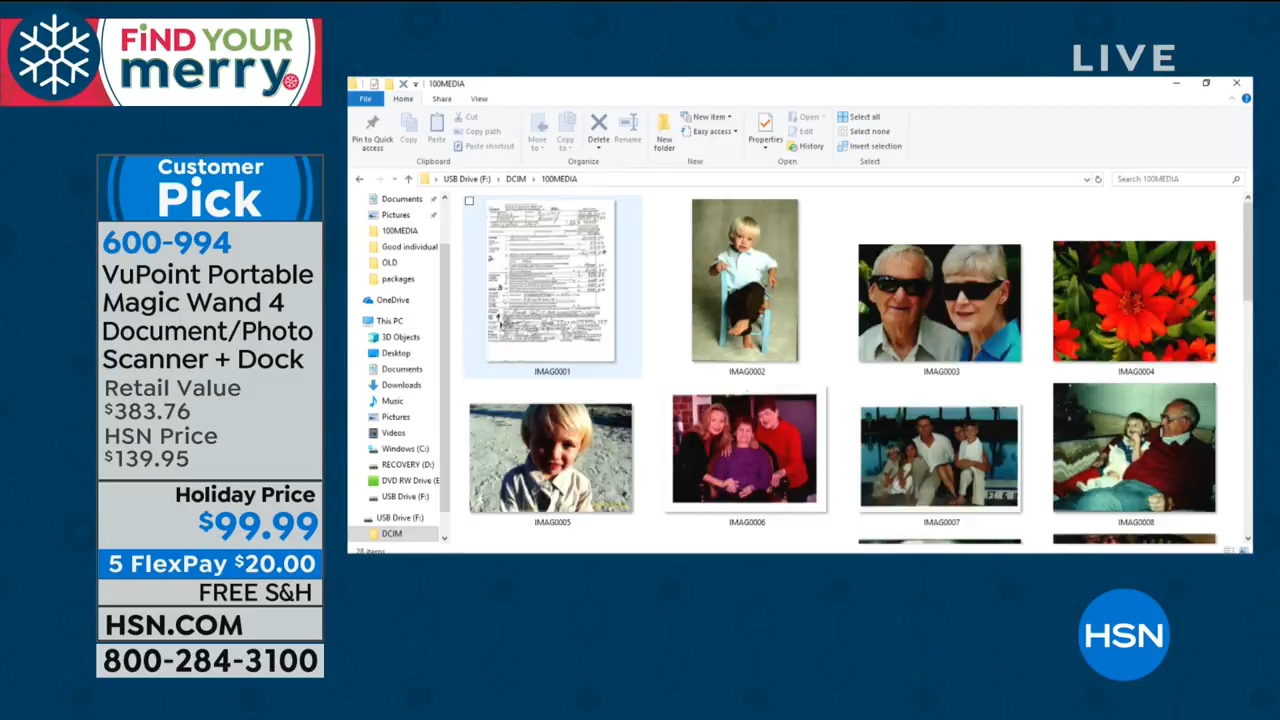 FiND YOUR
merry
LIVE
Customer
Pick
600-994
VuPoint Portable
Magic Wand 4
Document/Photo
Scanner + Dock
Retail Value
$383.76
HSN Price
$139.95
Holiday Price
$99.99
5 FlexPay $20.00
FREE S&H
HSN.COM
800-284-3100
100MEDIA
File Home Share View
Pin to Quick access
Copy
Paste
Cut
Copy path
Paste shortcut
Clipboard
Move to
Copy to
Delete
Rename
Organize
New folder
New item
Easy access
New
Properties
Open
Edit
History
Open
Select all
Select none
Invert selection
Select
USB Drive (F:) DCIM 100MEDIA
Search 100MEDIA
Documents
Pictures
100MEDIA
Good individual
OLD
packages
OneDrive
This PC
3D Objects
Desktop
Documents
Downloads
Music
Pictures
Videos
Windows (C:)
RECOVERY (D:)
DVD RW Drive (E
USB Drive (F:)
USB Drive (F:)
DCIM
28 items
IMAG0001
IMAG0002
IMAG0003
IMAG0004
IMAG0005
IMAG0006
IMAG0007
IMAG0008
HSN